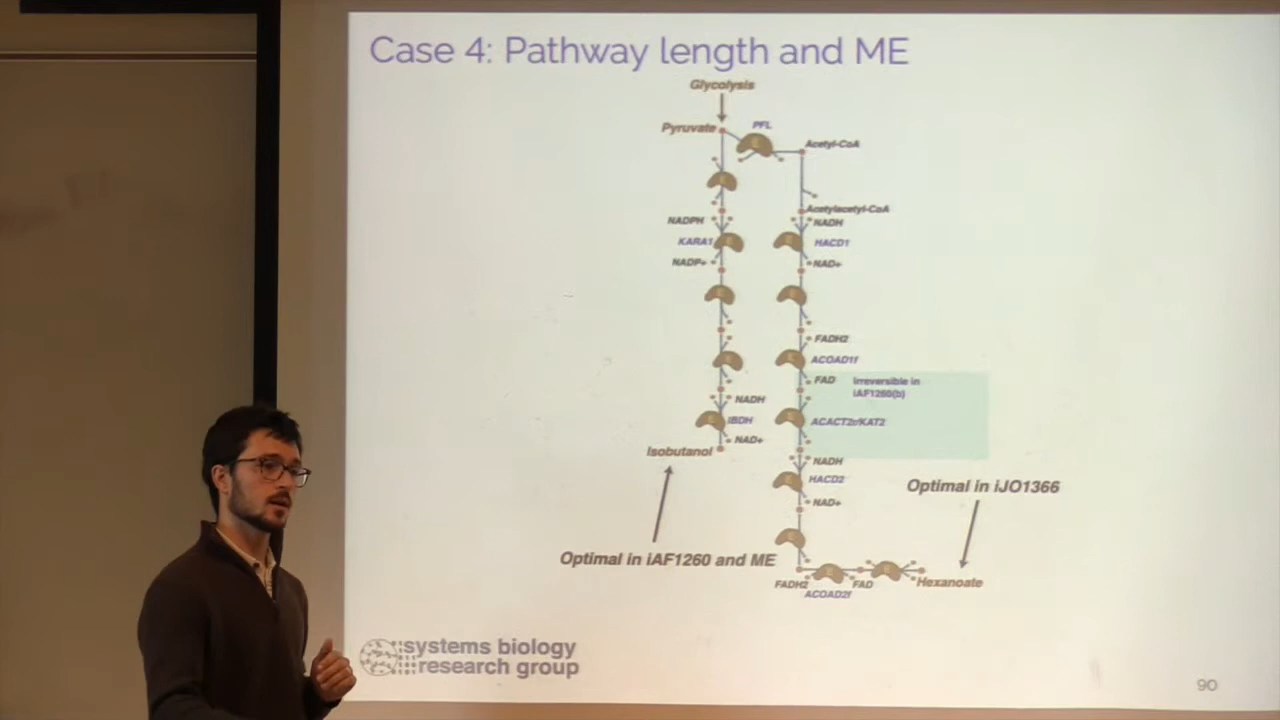 Case 4: Pathway length and ME
Glycolysis
Pyruvate
PFL
Acetyl-CoA
Acetylacetyl-CoA
NADPH
NADH
KARA1
HACD1
NADP+
NAD+
FADH2
ACOAD1f
FAD
Irreversible in
iAF1260(b)
NADH
IBDH
ACACT2r/KAT2
NAD+
Isobutanol
NADH
HACD2
Optimal in iJO1366
NAD+
Optimal in iAF1260 and ME
FADH2
FAD
Hexanoate
ACOAD2f
systems biology
research group
90